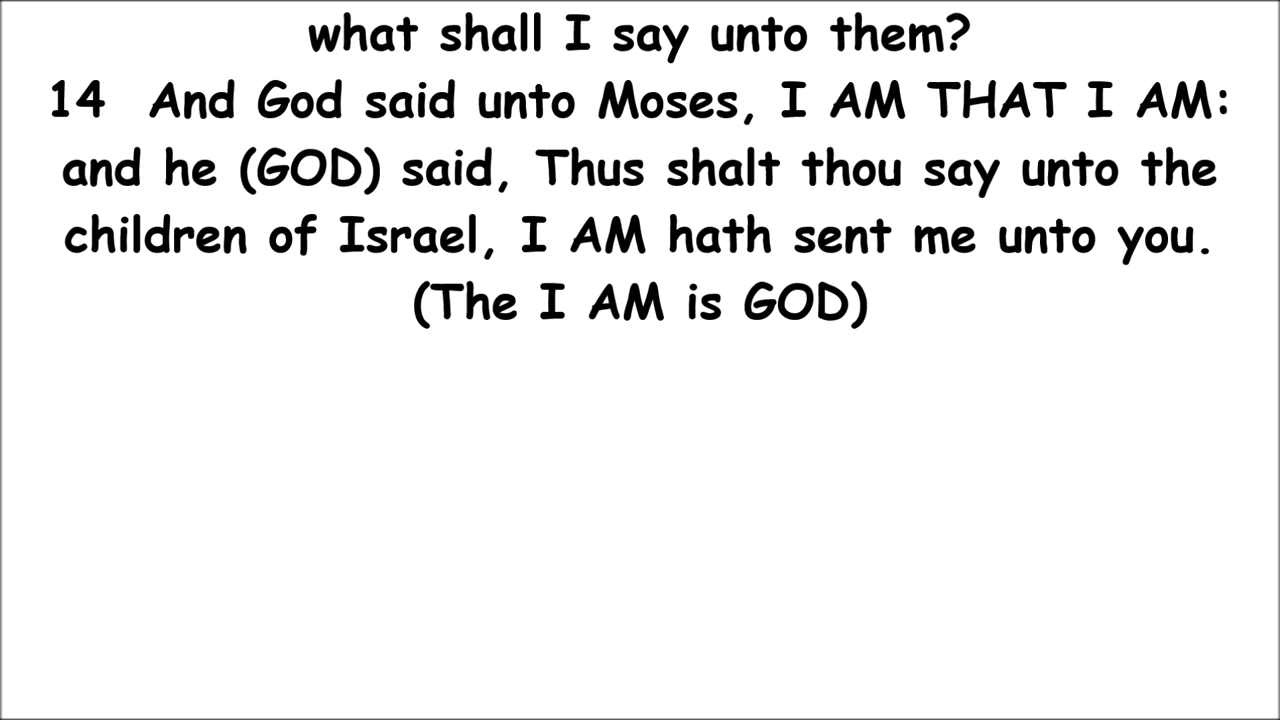 what shall I say unto them?
14 And God said unto Moses, I AM THAT I AM:
and he (GOD) said, Thus shalt thou say unto the
children of Israel, I AM hath sent me unto you.
(The I AM is GOD)